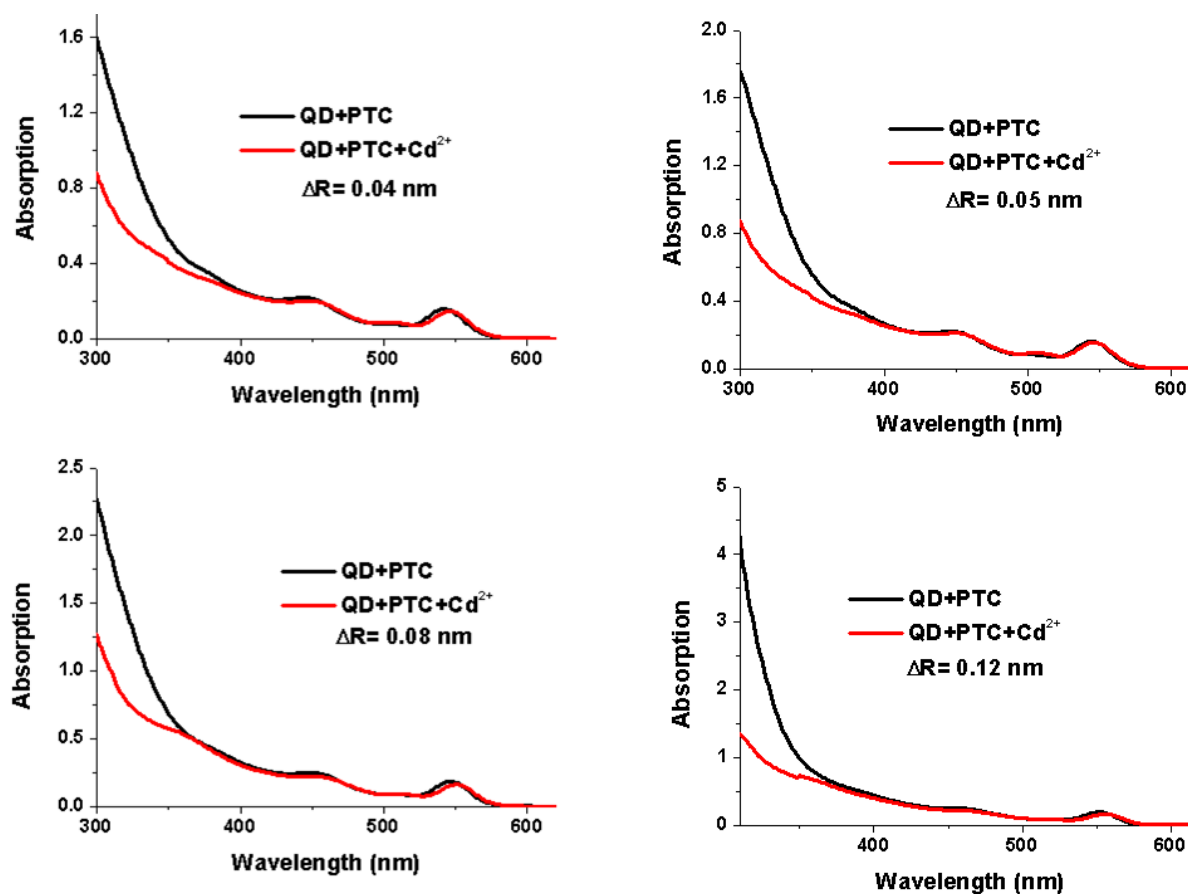 1.6
1.2
0.8
0.4
0.0
Absorption
QD+PTC
QD+PTC+Cd²⁺
ΔR= 0.04 nm
300 400 500 600
Wavelength (nm)
2.0
1.6
1.2
0.8
0.4
0.0
Absorption
QD+PTC
QD+PTC+Cd²⁺
ΔR= 0.05 nm
300 400 500 600
Wavelength (nm)
2.5
2.0
1.5
1.0
0.5
0.0
Absorption
QD+PTC
QD+PTC+Cd²⁺
ΔR= 0.08 nm
300 400 500 600
Wavelength (nm)
5
4
3
2
1
0
Absorption
QD+PTC
QD+PTC+Cd²⁺
ΔR= 0.12 nm
400 500 600
Wavelength (nm)